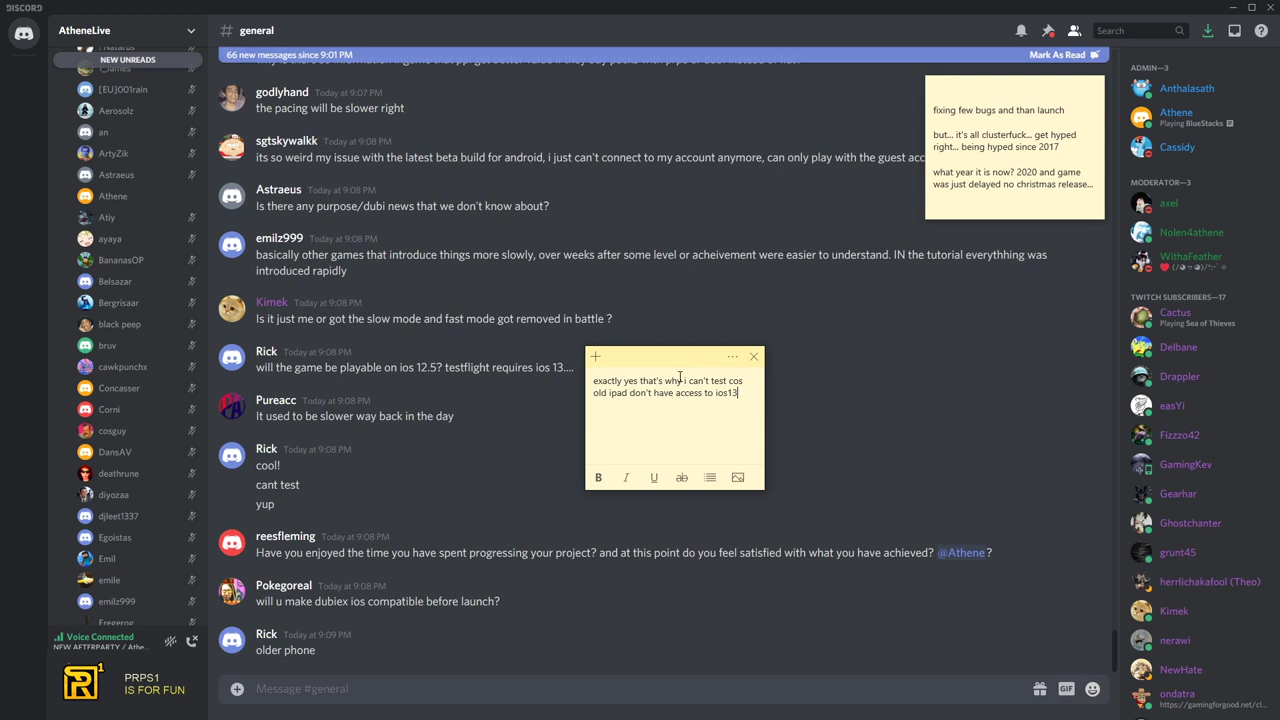 DISCORD
AtheneLive
# general
Search
66 new messages since 9:01 PM
Mark As Read
NEW UNREADS
[EU]001rain
Aerosolz
an
ArtyZik
Astraeus
Athene
Atiy
ayaya
BananasOP
Belsazar
Bergrisaar
black peep
bruv
cawkpunchx
Concasser
Corni
cosguy
DansAV
deathrune
diyozaa
djleet1337
Egoistas
Emil
emile
emilz999
Fregerog
Voice Connected
NEW AFTERPARTY / Athe...
PRPS1
IS FOR FUN
godlyhand Today at 9:07 PM
the pacing will be slower right
sgtskywalkk Today at 9:08 PM
its so weird my issue with the latest beta build for android, i just can't connect to my account anymore, can only play with the guest acc
Astraeus Today at 9:08 PM
Is there any purpose/dubi news that we don't know about?
emilz999 Today at 9:08 PM
basically other games that introduce things more slowly, over weeks after some level or acheivement were easier to understand. IN the tutorial everythhing was
introduced rapidly
Kimek Today at 9:08 PM
Is it just me or got the slow mode and fast mode got removed in battle ?
Rick Today at 9:08 PM
will the game be playable on ios 12.5? testflight requires ios 13....
Pureacc Today at 9:08 PM
It used to be slower way back in the day
Rick Today at 9:08 PM
cool!
cant test
yup
reesfleming Today at 9:08 PM
Have you enjoyed the time you have spent progressing your project? and at this point do you feel satisfied with what you have achieved? @Athene ?
Pokegoreal Today at 9:08 PM
will u make dubiex ios compatible before launch?
Rick Today at 9:09 PM
older phone
Message #general
GIF
fixing few bugs and than launch
but... it's all clusterfuck... get hyped
right... being hyped since 2017
what year it is now? 2020 and game
was just delayed no christmas release...
exactly yes that's why i can't test cos
old ipad don't have access to ios13
B I U ab
ADMIN—3
Anthalasath
Athene
Playing BlueStacks
Cassidy
MODERATOR—3
axel
Nolen4athene
WithaFeather
TWITCH SUBSCRIBERS—17
Cactus
Playing Sea of Thieves
Delbane
Drappler
easYi
Fizzzo42
GamingKev
Gearhar
Ghostchanter
grunt45
herrlichakafool (Theo)
Kimek
nerawi
NewHate
ondatra
https://gamingforgood.net/cl...